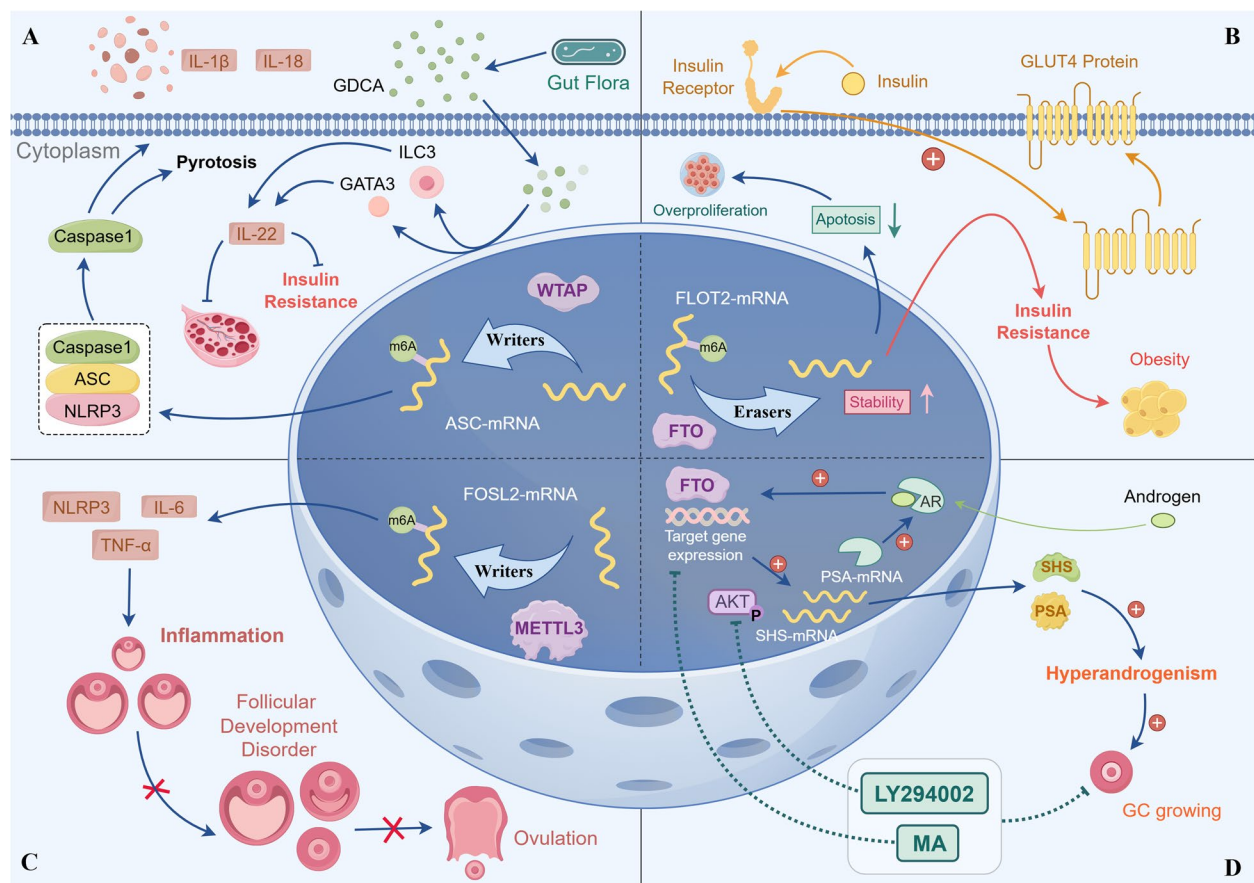 A
IL-1β
IL-18
GDCA
Gut Flora
Cytoplasm
Pyrotosis
ILC3
GATA3
Caspase1
IL-22
Insulin
Resistance
Caspase1
ASC
NLRP3
WTAP
m6A
Writers
ASC-mRNA
B
Insulin
Receptor
Insulin
GLUT4 Protein
+
Overproliferation
Apotosis
FLOT2-mRNA
m6A
Insulin
Resistance
Erasers
Stability
FTO
Obesity
NLRP3
IL-6
TNF-α
FOSL2-mRNA
m6A
Writers
METTL3
Inflammation
Follicular
Development
Disorder
Ovulation
C
FTO
+
AR
Androgen
Target gene
expression
+
+
PSA-mRNA
AKT
P
SHS-mRNA
SHS
PSA
+
Hyperandrogenism
+
LY294002
MA
GC growing
D